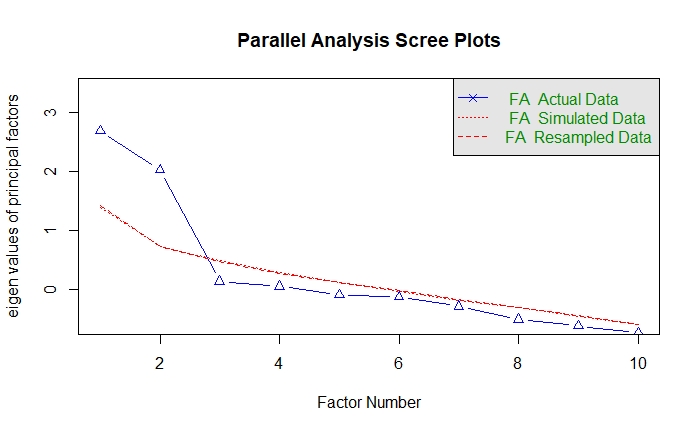 Parallel Analysis Scree Plots
FA Actual Data
FA Simulated Data
FA Resampled Data
eigen values of principal factors
3
2
1
0
2 4 6 8 10
Factor Number